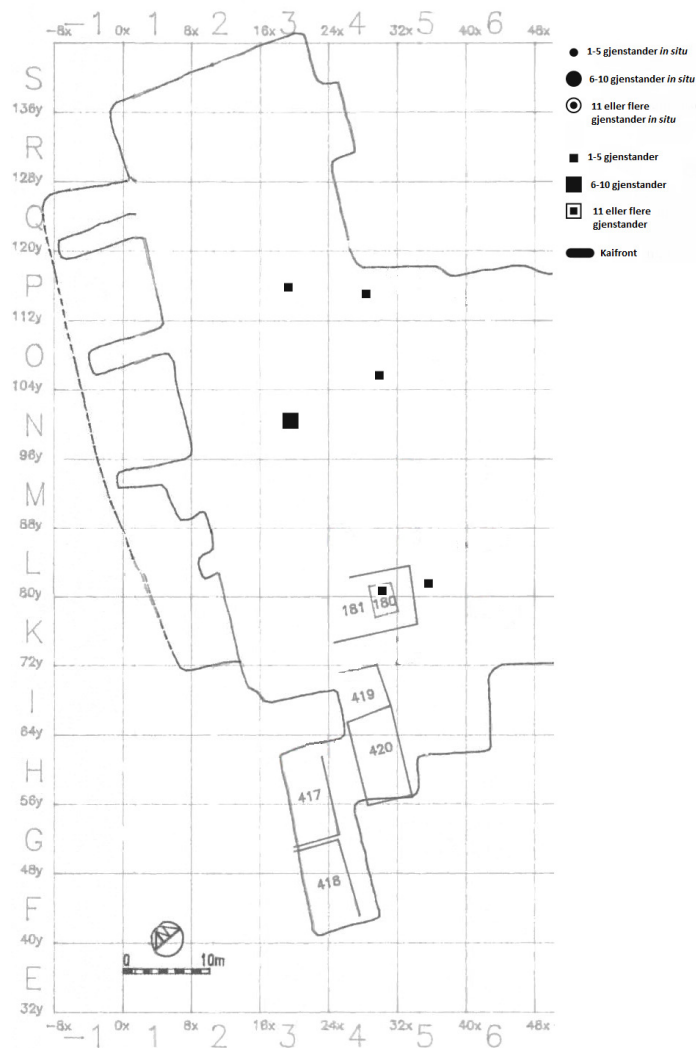 -1 1 2 3 4 5 6
-8x 0x 8x 16x 24x 32x 40x 48x
S
136y
R
128y
Q
120y
P
112y
O
104y
N
96y
M
88y
L
80y
K
72y
I
64y
H
56y
G
48y
F
40y
E
32y
181 180
419
420
417
418
N
0 10m
-8x 0x 8x 16x 24x 32x 40x 48x
-1 1 2 3 4 5 6
1-5 gjenstander in situ
6-10 gjenstander in situ
11 eller flere
gjenstander in situ
1-5 gjenstander
6-10 gjenstander
11 eller flere
gjenstander
Kaifront